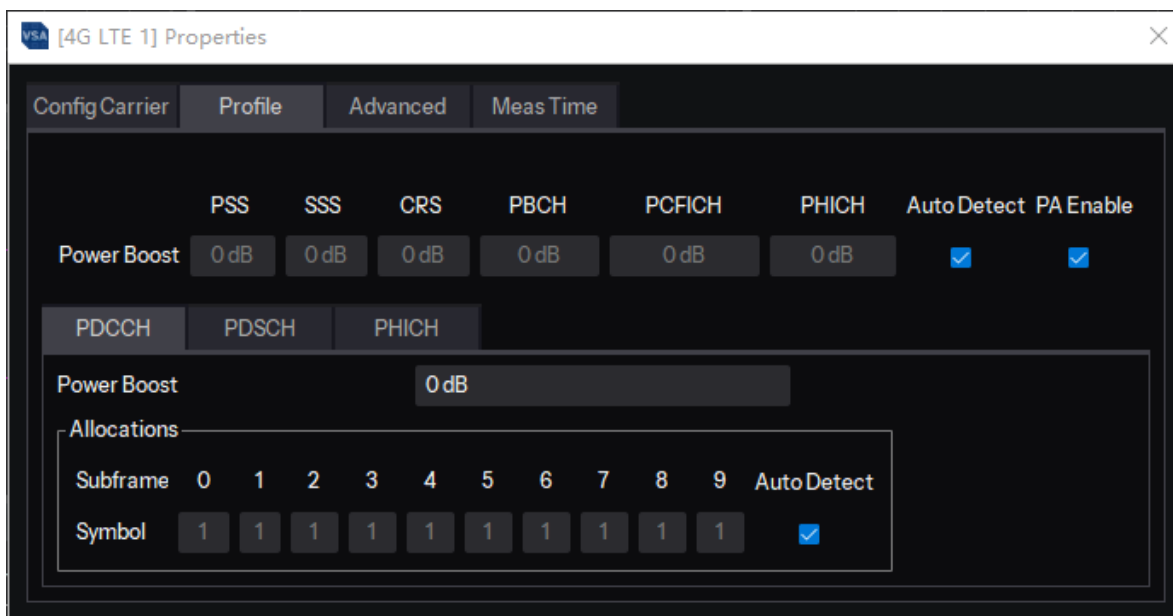 VSA [4G LTE 1] Properties
Config Carrier Profile Advanced Meas Time
PSS SSS CRS PBCH PCFICH PHICH Auto Detect PA Enable
Power Boost 0 dB 0 dB 0 dB 0 dB 0 dB 0 dB
PDCCH PDSCH PHICH
Power Boost 0 dB
Allocations
Subframe 0 1 2 3 4 5 6 7 8 9 Auto Detect
Symbol 1 1 1 1 1 1 1 1 1 1